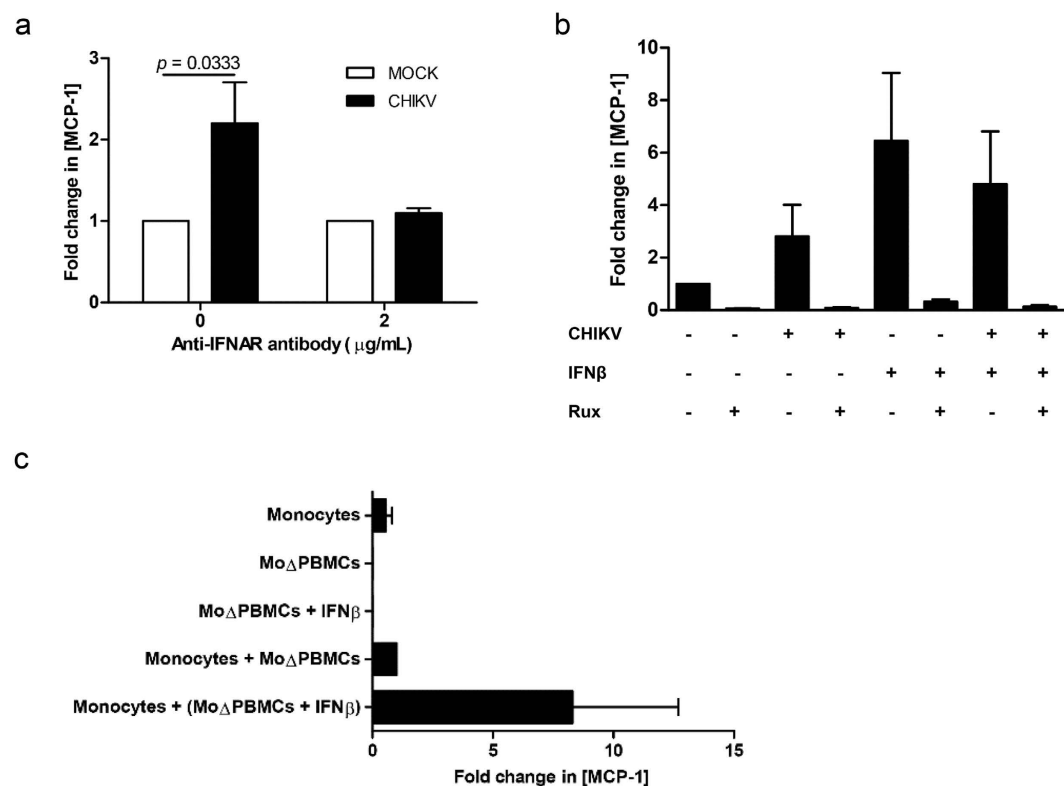 a
p = 0.0333
MOCK
CHIKV
Fold change in [MCP-1]
3
2
1
0
0 2
Anti-IFNAR antibody ( μg/mL)
b
Fold change in [MCP-1]
10
8
6
4
2
0
CHIKV - - + + - - + +
IFNβ - - - - + + + +
Rux - + - + - + - +
c
Monocytes
MoΔPBMCs
MoΔPBMCs + IFNβ
Monocytes + MoΔPBMCs
Monocytes + (MoΔPBMCs + IFNβ)
0 5 10 15
Fold change in [MCP-1]